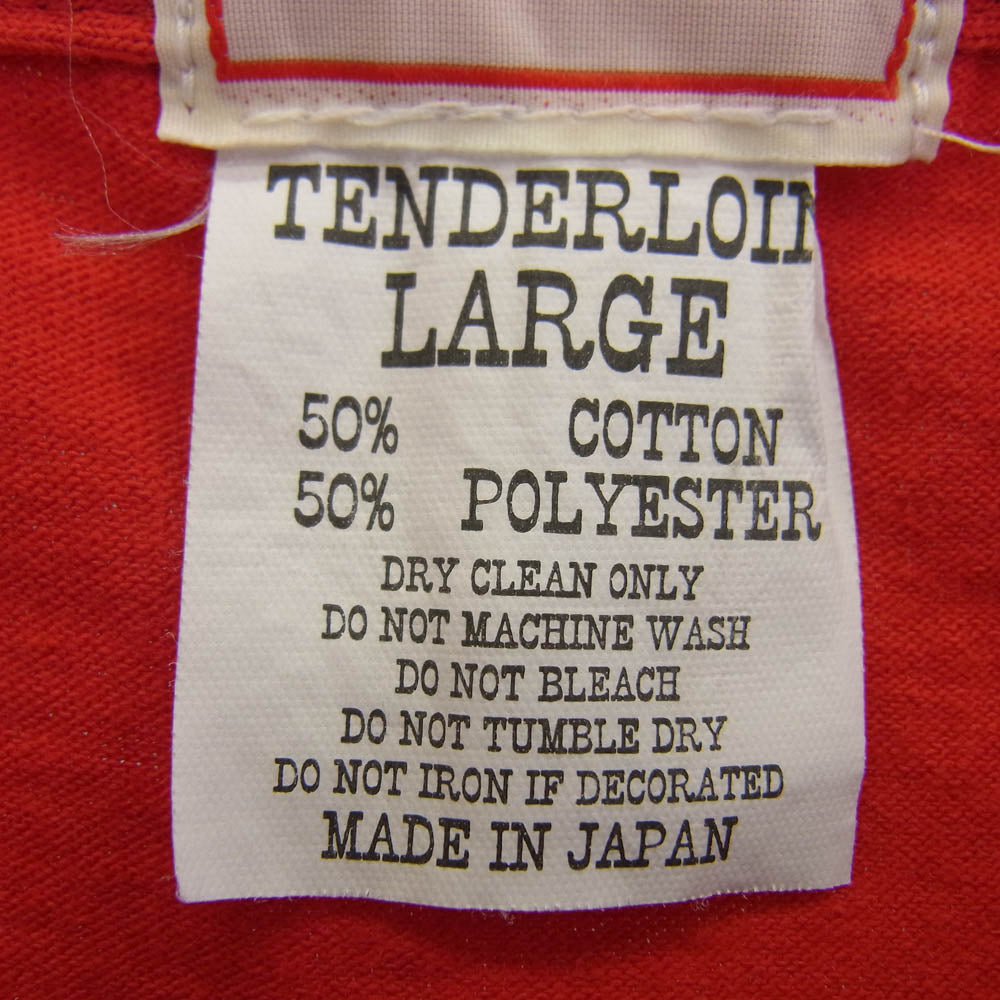 TENDERLOIN
LARGE
50% COTTON
50% POLYESTER
DRY CLEAN ONLY
DO NOT MACHINE WASH
DO NOT BLEACH
DO NOT TUMBLE DRY
DO NOT IRON IF DECORATED
MADE IN JAPAN